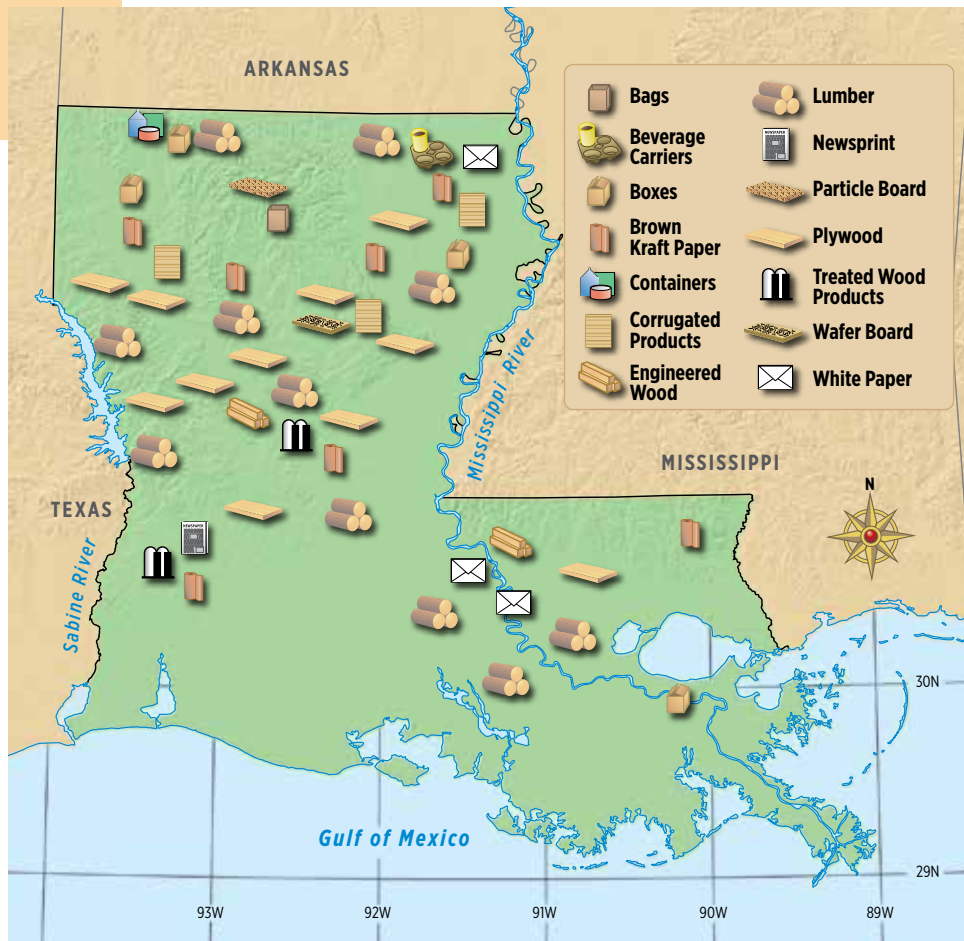 ARKANSAS
Bags
Beverage
Carriers
Boxes
Brown
Kraft Paper
Containers
Corrugated
Products
Engineered
Wood
Lumber
NEWSPAPER
Newsprint
Particle Board
Plywood
Treated Wood
Products
Wafer Board
White Paper
Mississippi River
MISSISSIPPI
N
TEXAS
NEWSPAPER
Sabine River
30N
Gulf of Mexico
29N
93W
92W
91W
90W
89W